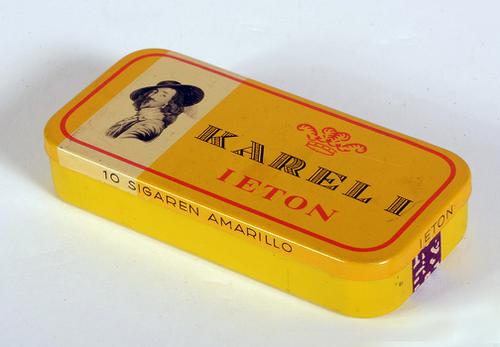 KAREL I
IETON
10 SIGAREN AMARILLO
IETON